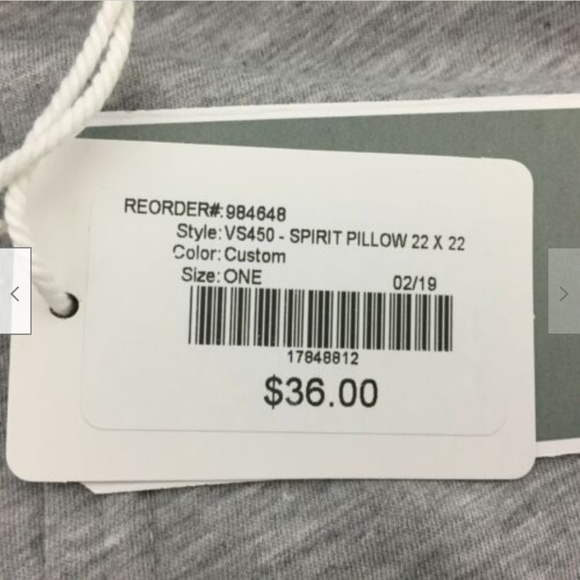 REORDER#:984648
Style:VS450 - SPIRIT PILLOW 22 X 22
Color:Custom
Size:ONE 02/19
17848812
$36.00